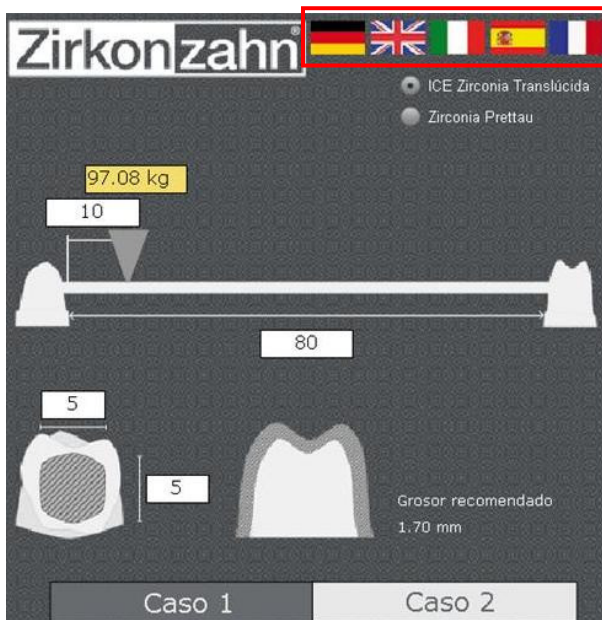 Zirkonzahn®
ICE Zirconia Translúcida
Zirconia Prettau
97.08 kg
10
80
5
5
Grosor recomendado
1.70 mm
Caso 1
Caso 2